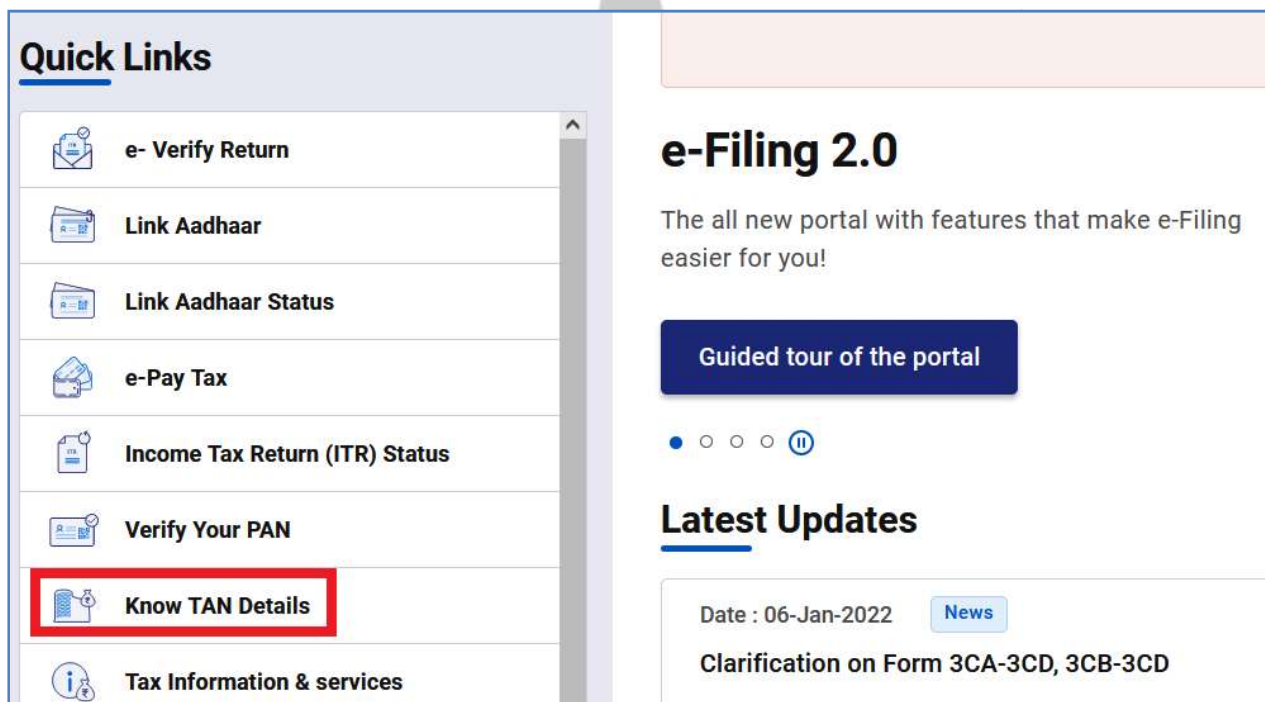 Quick Links
e- Verify Return
Link Aadhaar
Link Aadhaar Status
e-Pay Tax
Income Tax Return (ITR) Status
Verify Your PAN
Know TAN Details
Tax Information & services
e-Filing 2.0
The all new portal with features that make e-Filing
easier for you!
Guided tour of the portal
Latest Updates
Date : 06-Jan-2022 News
Clarification on Form 3CA-3CD, 3CB-3CD